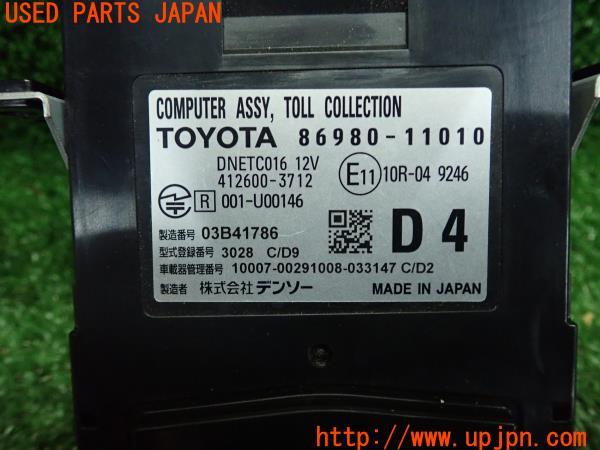 USED PARTS JAPAN
COMPUTER ASSY, TOLL COLLECTION
TOYOTA 86980-11010
DNETC016 12V
412600-3712
E11 10R-04 9246
R 001-U00146
製造番号 03B41786
型式登録番号 3028 C/D9
D4
車載器管理番号 10007-00291008-033147 C/D2
製造者 株式会社デンソー MADE IN JAPAN
UPJ
http://www.upjpn.com